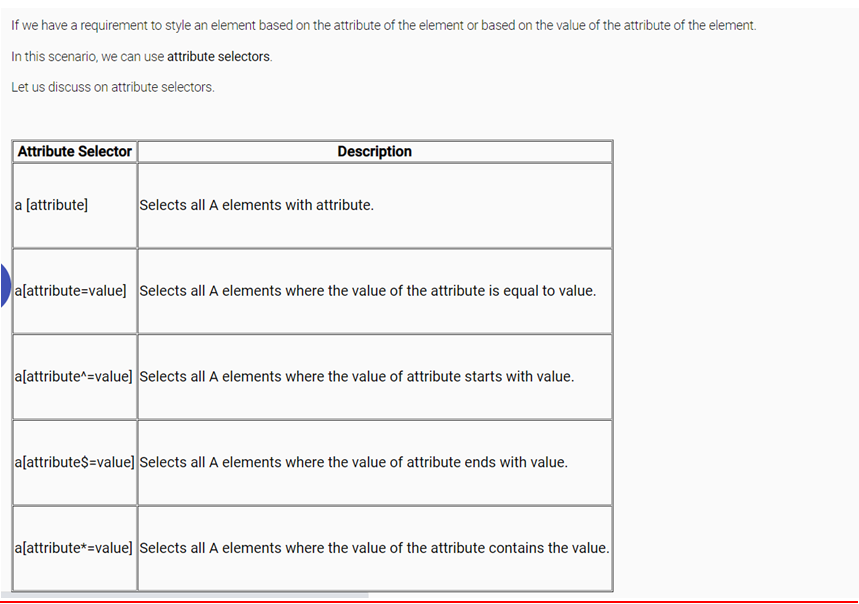 If we have a requirement to style an element based on the attribute of the element or based on the value of the attribute of the element.
In this scenario, we can use attribute selectors.
Let us discuss on attribute selectors.
Attribute Selector Description
a [attribute] Selects all A elements with attribute.
a[attribute=value] Selects all A elements where the value of the attribute is equal to value.
a[attribute^=value] Selects all A elements where the value of attribute starts with value.
a[attribute$=value] Selects all A elements where the value of attribute ends with value.
a[attribute*=value] Selects all A elements where the value of the attribute contains the value.